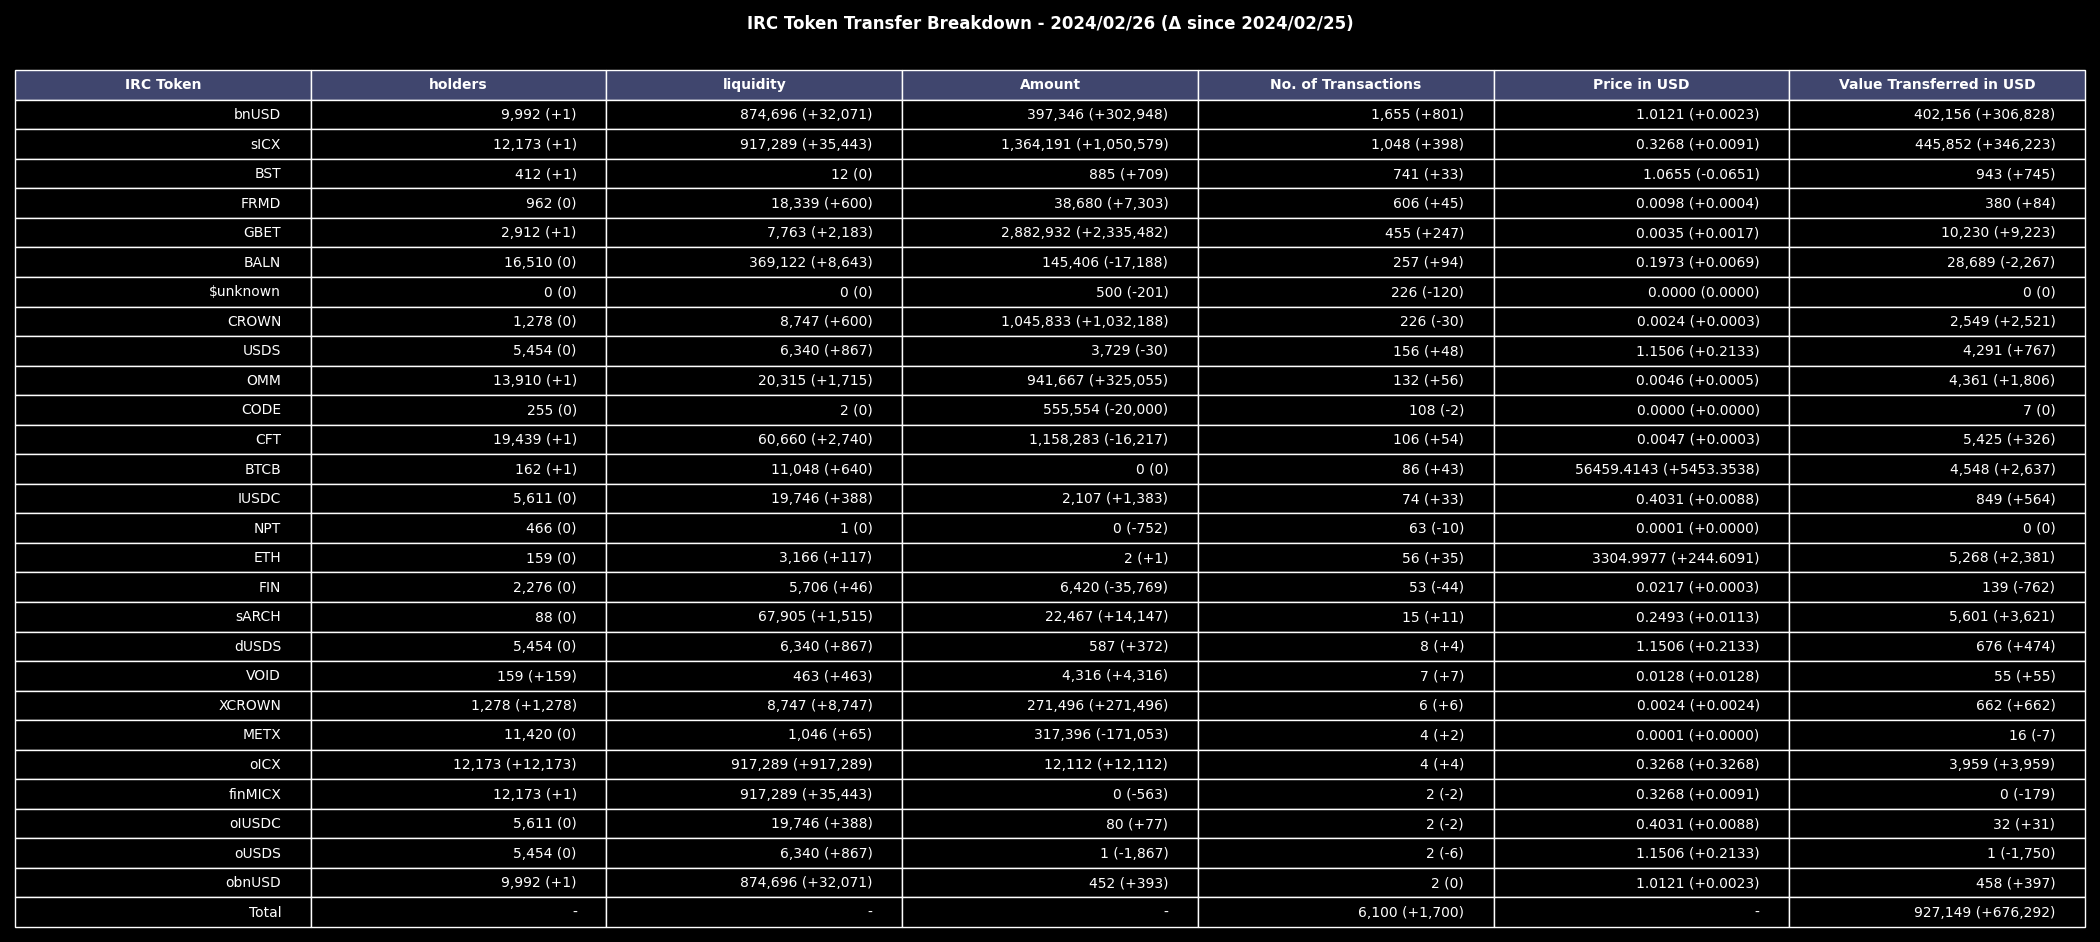 IRC Token Transfer Breakdown - 2024/02/26 (Δ since 2024/02/25)
IRC Token holders liquidity Amount No. of Transactions Price in USD Value Transferred in USD
bnUSD 9,992 (+1) 874,696 (+32,071) 397,346 (+302,948) 1,655 (+801) 1.0121 (+0.0023) 402,156 (+306,828)
sICX 12,173 (+1) 917,289 (+35,443) 1,364,191 (+1,050,579) 1,048 (+398) 0.3268 (+0.0091) 445,852 (+346,223)
BST 412 (+1) 12 (0) 885 (+709) 741 (+33) 1.0655 (-0.0651) 943 (+745)
FRMD 962 (0) 18,339 (+600) 38,680 (+7,303) 606 (+45) 0.0098 (+0.0004) 380 (+84)
GBET 2,912 (+1) 7,763 (+2,183) 2,882,932 (+2,335,482) 455 (+247) 0.0035 (+0.0017) 10,230 (+9,223)
BALN 16,510 (0) 369,122 (+8,643) 145,406 (-17,188) 257 (+94) 0.1973 (+0.0069) 28,689 (-2,267)
$unknown 0 (0) 0 (0) 500 (-201) 226 (-120) 0.0000 (0.0000) 0 (0)
CROWN 1,278 (0) 8,747 (+600) 1,045,833 (+1,032,188) 226 (-30) 0.0024 (+0.0003) 2,549 (+2,521)
USDS 5,454 (0) 6,340 (+867) 3,729 (-30) 156 (+48) 1.1506 (+0.2133) 4,291 (+767)
OMM 13,910 (+1) 20,315 (+1,715) 941,667 (+325,055) 132 (+56) 0.0046 (+0.0005) 4,361 (+1,806)
CODE 255 (0) 2 (0) 555,554 (-20,000) 108 (-2) 0.0000 (+0.0000) 7 (0)
CFT 19,439 (+1) 60,660 (+2,740) 1,158,283 (-16,217) 106 (+54) 0.0047 (+0.0003) 5,425 (+326)
BTCB 162 (+1) 11,048 (+640) 0 (0) 86 (+43) 56459.4143 (+5453.3538) 4,548 (+2,637)
IUSDC 5,611 (0) 19,746 (+388) 2,107 (+1,383) 74 (+33) 0.4031 (+0.0088) 849 (+564)
NPT 466 (0) 1 (0) 0 (-752) 63 (-10) 0.0001 (+0.0000) 0 (0)
ETH 159 (0) 3,166 (+117) 2 (+1) 56 (+35) 3304.9977 (+244.6091) 5,268 (+2,381)
FIN 2,276 (0) 5,706 (+46) 6,420 (-35,769) 53 (-44) 0.0217 (+0.0003) 139 (-762)
sARCH 88 (0) 67,905 (+1,515) 22,467 (+14,147) 15 (+11) 0.2493 (+0.0113) 5,601 (+3,621)
dUSDS 5,454 (0) 6,340 (+867) 587 (+372) 8 (+4) 1.1506 (+0.2133) 676 (+474)
VOID 159 (+159) 463 (+463) 4,316 (+4,316) 7 (+7) 0.0128 (+0.0128) 55 (+55)
XCROWN 1,278 (+1,278) 8,747 (+8,747) 271,496 (+271,496) 6 (+6) 0.0024 (+0.0024) 662 (+662)
METX 11,420 (0) 1,046 (+65) 317,396 (-171,053) 4 (+2) 0.0001 (+0.0000) 16 (-7)
oICX 12,173 (+12,173) 917,289 (+917,289) 12,112 (+12,112) 4 (+4) 0.3268 (+0.3268) 3,959 (+3,959)
finMICX 12,173 (+1) 917,289 (+35,443) 0 (-563) 2 (-2) 0.3268 (+0.0091) 0 (-179)
oIUSDC 5,611 (0) 19,746 (+388) 80 (+77) 2 (-2) 0.4031 (+0.0088) 32 (+31)
oUSDS 5,454 (0) 6,340 (+867) 1 (-1,867) 2 (-6) 1.1506 (+0.2133) 1 (-1,750)
obnUSD 9,992 (+1) 874,696 (+32,071) 452 (+393) 2 (0) 1.0121 (+0.0023) 458 (+397)
Total - - - 6,100 (+1,700) - 927,149 (+676,292)